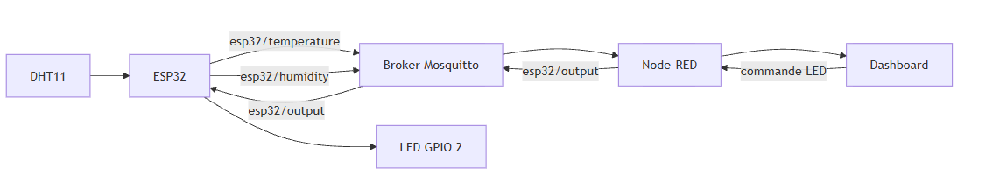 DHT11
ESP32
esp32/temperature
esp32/humidity
esp32/output
Broker Mosquitto
LED GPIO 2
esp32/output
Node-RED
commande LED
Dashboard